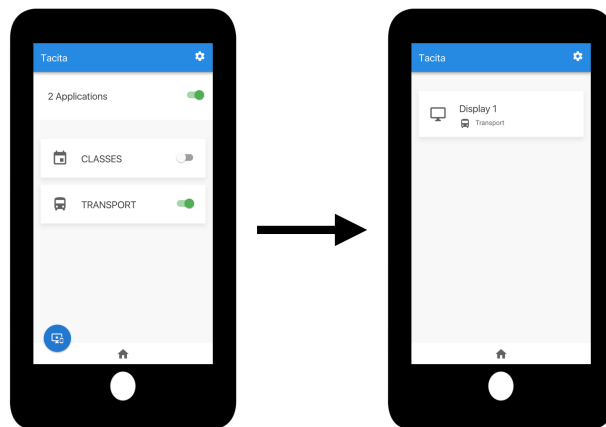 Tacita
2 Applications
CLASSES
TRANSPORT
Tacita
Display 1
Transport